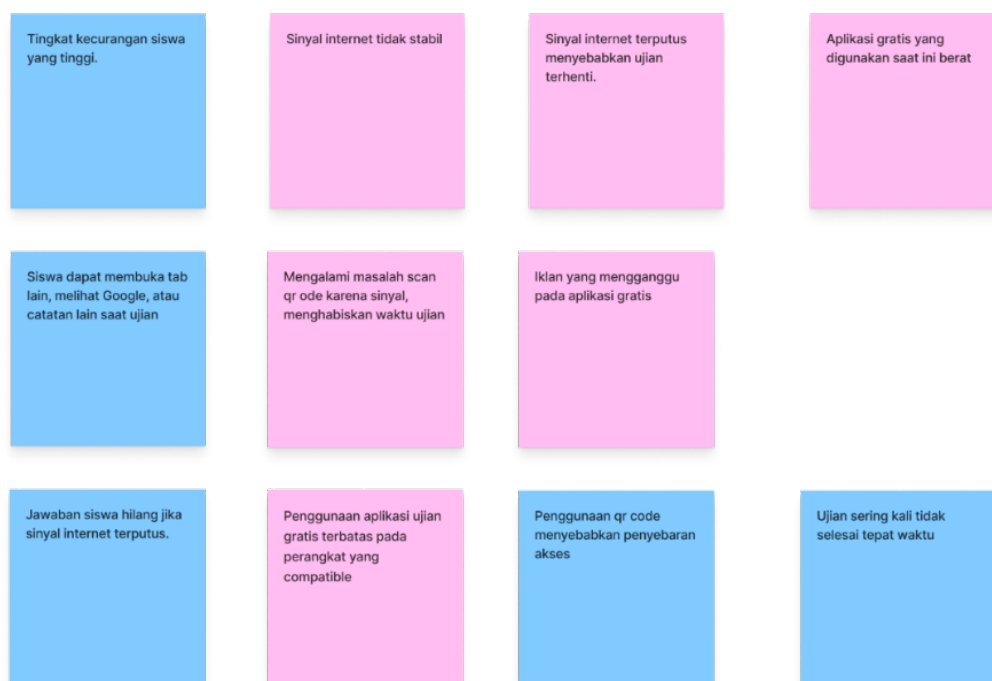 Tingkat kecurangan siswa
yang tinggi.
Sinyal internet tidak stabil
Sinyal internet terputus
menyebabkan ujian
terhenti.
Aplikasi gratis yang
digunakan saat ini berat
Siswa dapat membuka tab
lain, melihat Google, atau
catatan lain saat ujian
Mengalami masalah scan
qr ode karena sinyal,
menghabiskan waktu ujian
Iklan yang mengganggu
pada aplikasi gratis
Jawaban siswa hilang jika
sinyal internet terputus.
Penggunaan aplikasi ujian
gratis terbatas pada
perangkat yang
compatible
Penggunaan qr code
menyebabkan penyebaran
akses
Ujian sering kali tidak
selesai tepat waktu